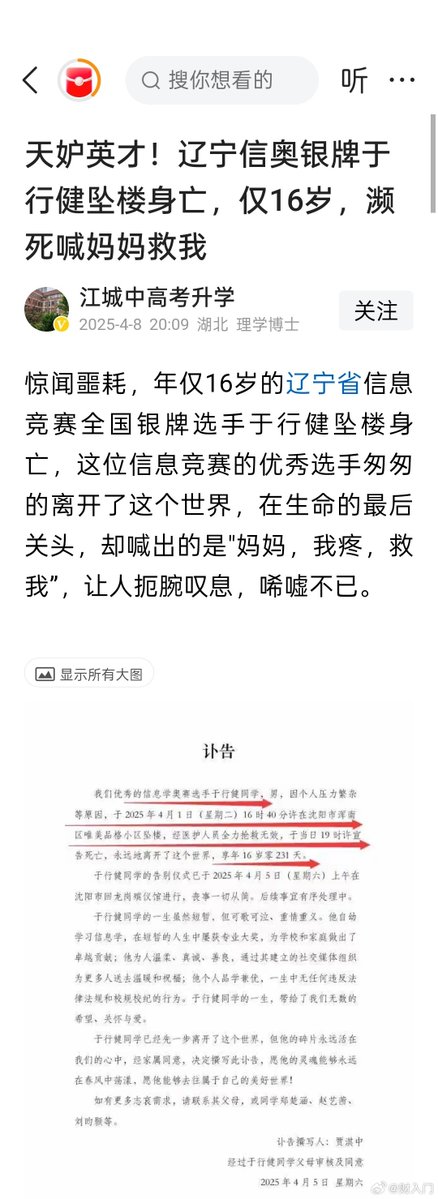 搜你想看的
听
天妒英才！辽宁信奥银牌于
行健坠楼身亡，仅16岁，濒
死喊妈妈救我
江城中高考升学
2025-4-8 20:09 湖北 理学博士
关注
惊闻噩耗，年仅16岁的辽宁省信息
竞赛全国银牌选手于行健坠楼身
亡，这位信息竞赛的优秀选手匆匆
的离开了这个世界，在生命的最后
关头，却喊出的是"妈妈，我疼，救
我”，让人扼腕叹息，唏嘘不已。
显示所有大图
讣告
我们优秀的信息学奥赛选手于行健同学，男，因个人压力繁杂
等原因，于 2025 年 4 月 1 日（星期二）16 时 40 分许在沈阳市浑南
区唯美品格小区坠楼，经医护人员全力抢救无效，于当日 19 时许宣
告死亡，永远地离开了这个世界，享年 16 岁零 231 天。
于行健同学的告别仪式已于 2025 年 4 月 5 日（星期六）上午在
沈阳市回龙岗殡仪馆进行，丧事一切从简。后续事宜有序处理中。
于行健同学的一生虽然短暂，但可歌可泣、重情重义。他自幼
学习信息学，在短暂的人生中屡获专业大奖，为学校和家庭做出了
卓越贡献；他为人温柔、真诚、善良，通过其建立的社交媒体组织
为更多人送去温暖和祝福；他个人品学兼优，一生中无任何违反法
律法规和校规校纪的行为。于行健同学的一生，带给了我们无数的
希望、关怀与爱。
于行健同学已经先一步离开了这个世界，但他的碎片永远活在
我们的心中，经家属同意，决定撰写此讣告，愿他的灵魂能够永远
在春风中荡漾，愿他能够去往属于自己的美好世界！
如有更多志哀需求，请联系其父母，或同学郑楚涵、赵艺茜、
刘昀颢等。
讣告撰写人：贾淇中
经过于行健同学父母审核及同意
2025 年 4 月 5 日 星期六